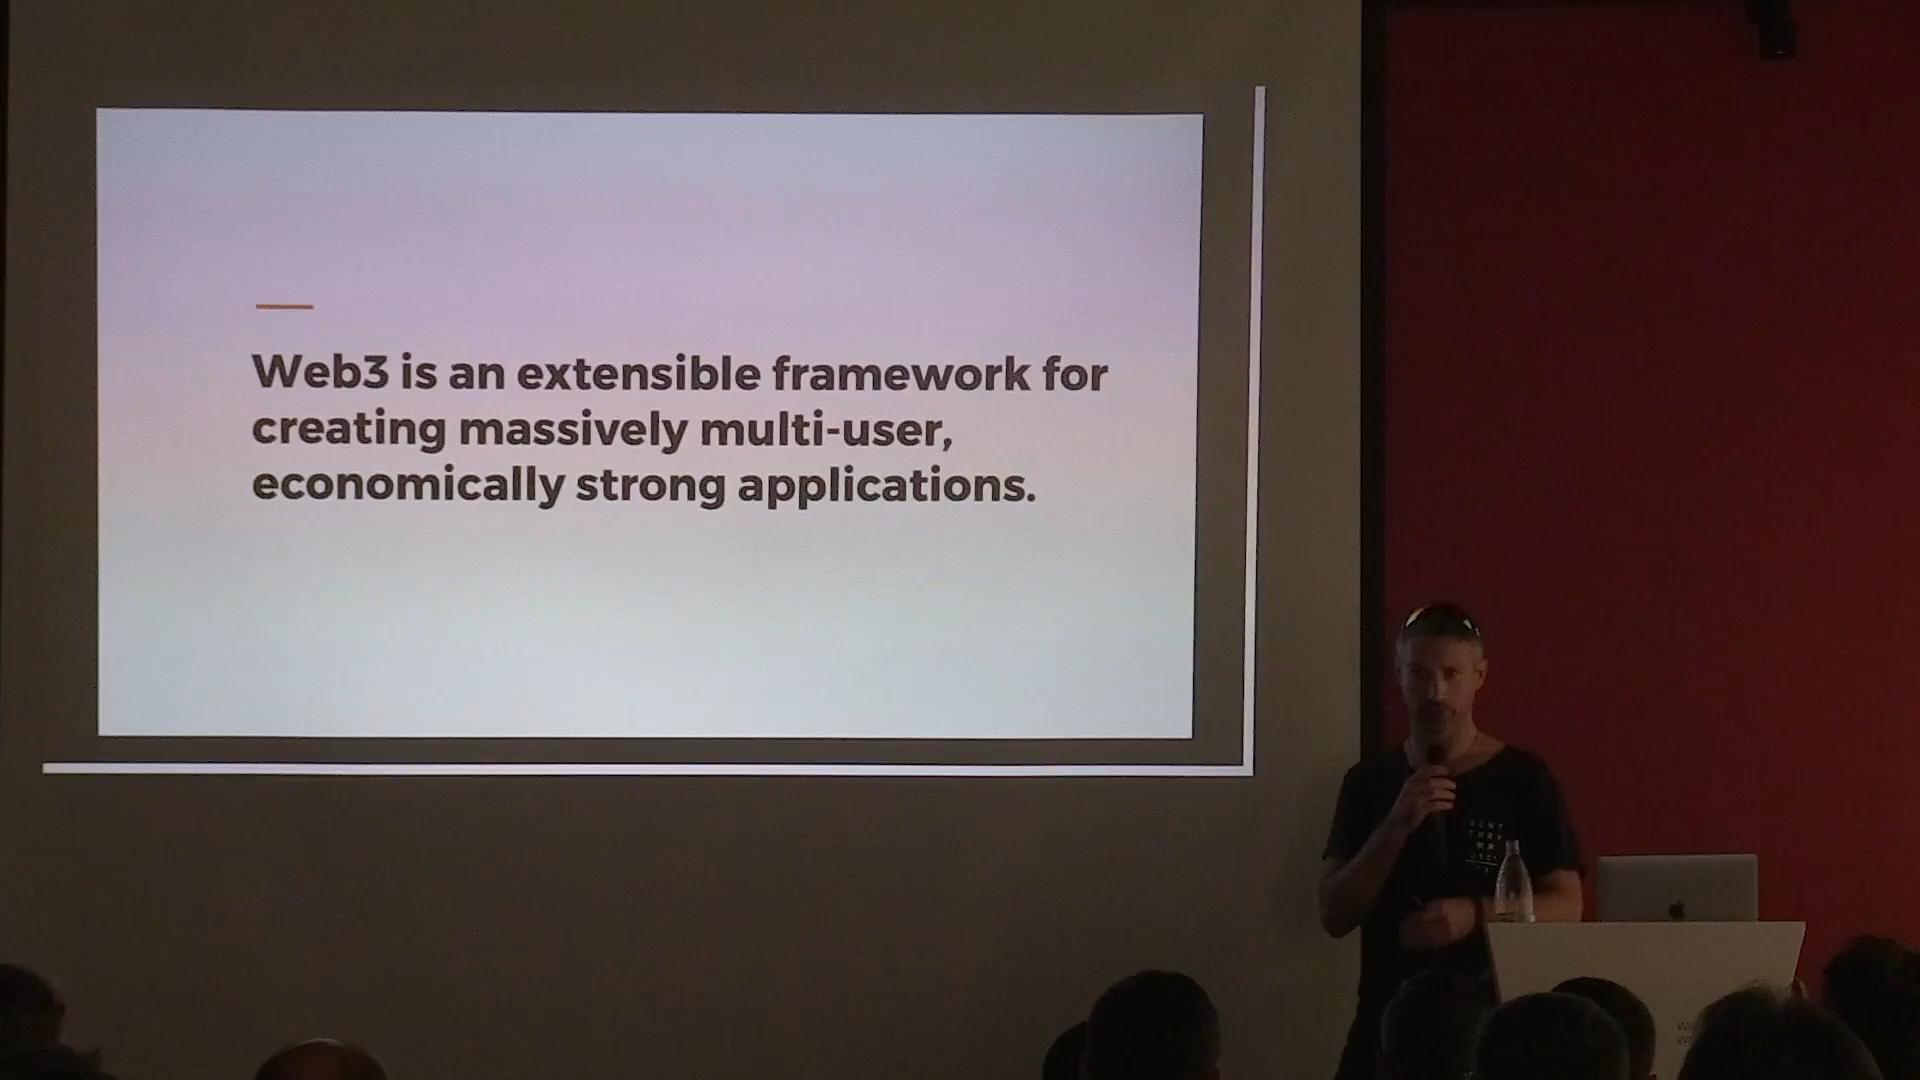 Web3 is an extensible framework for
creating massively multi-user,
economically strong applications.